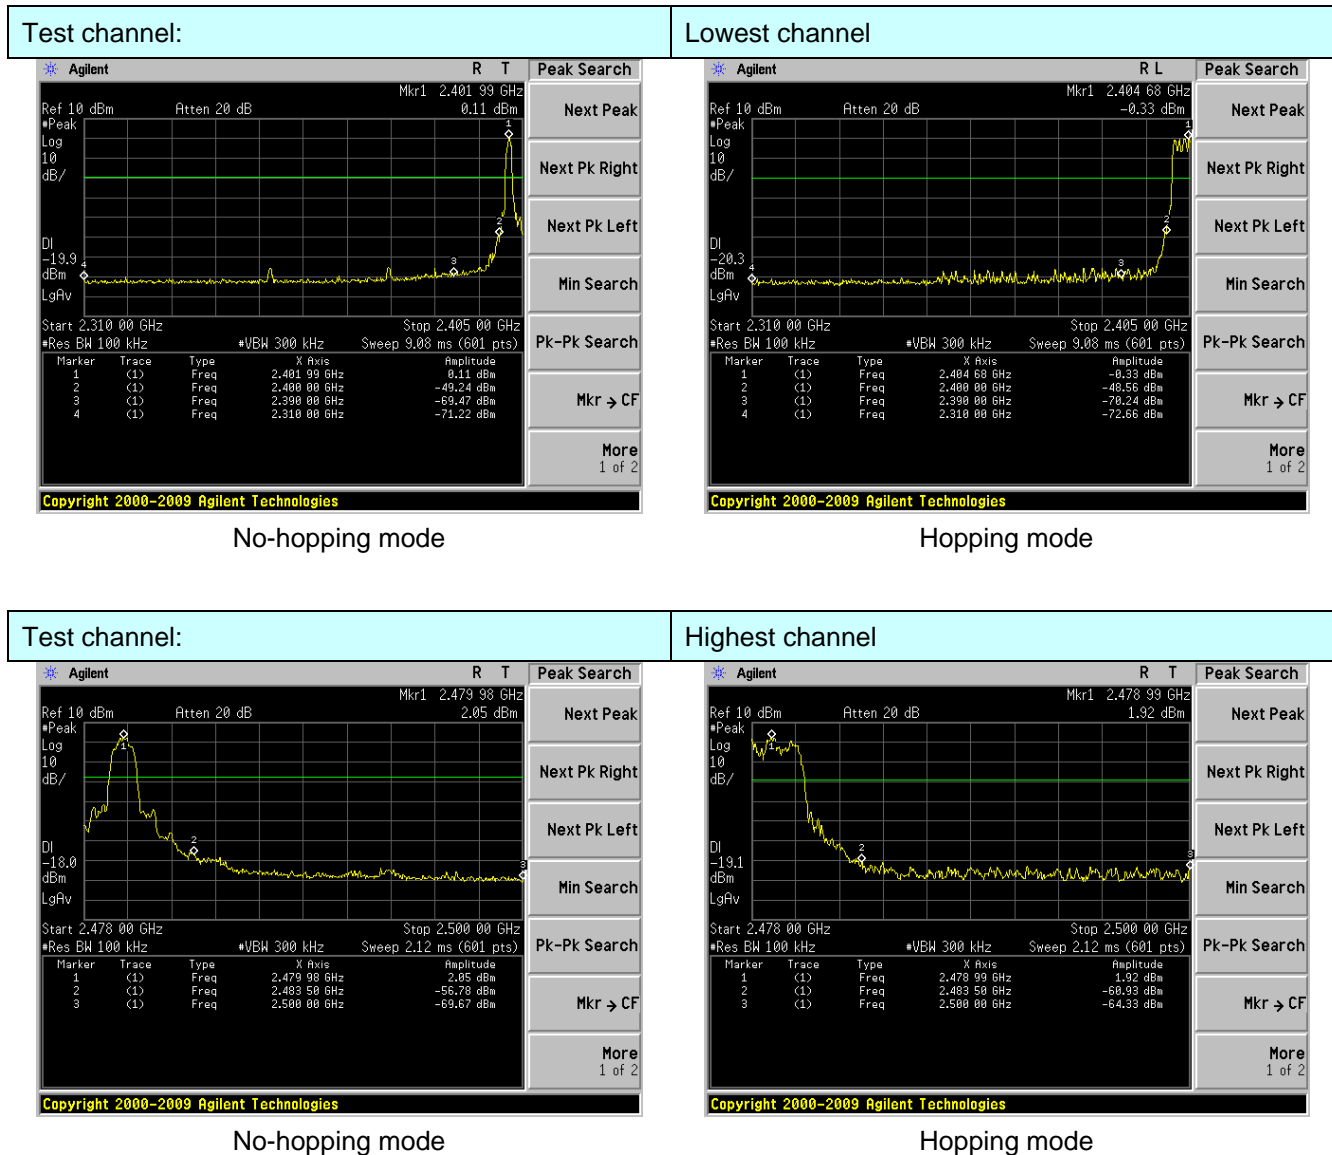 Test channel:
Lowest channel
Agilent
R T
Peak Search
Mkr1 2.401 99 GHz
Ref 10 dBm Atten 20 dB 0.11 dBm
#Peak
Log
10
dB/
1
2
3
4
DI
-19.9
dBm
LgAv
Start 2.310 00 GHz Stop 2.405 00 GHz
#Res BW 100 kHz #VBW 300 kHz Sweep 9.08 ms (601 pts)
Marker Trace Type X Axis Amplitude
1 (1) Freq 2.401 99 GHz 0.11 dBm
2 (1) Freq 2.400 00 GHz -49.24 dBm
3 (1) Freq 2.390 00 GHz -69.47 dBm
4 (1) Freq 2.310 00 GHz -71.22 dBm
Next Peak
Next Pk Right
Next Pk Left
Min Search
Pk-Pk Search
Mkr → CF
More
1 of 2
Copyright 2000-2009 Agilent Technologies
No-hopping mode
Agilent
R L
Peak Search
Mkr1 2.404 68 GHz
Ref 10 dBm Atten 20 dB -0.33 dBm
#Peak
Log
10
dB/
1
2
3
4
DI
-20.3
dBm
LgAv
Start 2.310 00 GHz Stop 2.405 00 GHz
#Res BW 100 kHz #VBW 300 kHz Sweep 9.08 ms (601 pts)
Marker Trace Type X Axis Amplitude
1 (1) Freq 2.404 68 GHz -0.33 dBm
2 (1) Freq 2.400 00 GHz -48.56 dBm
3 (1) Freq 2.390 00 GHz -70.24 dBm
4 (1) Freq 2.310 00 GHz -72.66 dBm
Next Peak
Next Pk Right
Next Pk Left
Min Search
Pk-Pk Search
Mkr → CF
More
1 of 2
Copyright 2000-2009 Agilent Technologies
Hopping mode
Test channel:
Highest channel
Agilent
R T
Peak Search
Mkr1 2.479 98 GHz
Ref 10 dBm Atten 20 dB 2.05 dBm
#Peak
Log
10
dB/
1
2
3
DI
-18.0
dBm
LgAv
Start 2.478 00 GHz Stop 2.500 00 GHz
#Res BW 100 kHz #VBW 300 kHz Sweep 2.12 ms (601 pts)
Marker Trace Type X Axis Amplitude
1 (1) Freq 2.479 98 GHz 2.05 dBm
2 (1) Freq 2.483 50 GHz -56.78 dBm
3 (1) Freq 2.500 00 GHz -69.67 dBm
Next Peak
Next Pk Right
Next Pk Left
Min Search
Pk-Pk Search
Mkr → CF
More
1 of 2
Copyright 2000-2009 Agilent Technologies
No-hopping mode
Agilent
R T
Peak Search
Mkr1 2.478 99 GHz
Ref 10 dBm Atten 20 dB 1.92 dBm
#Peak
Log
10
dB/
1
2
3
DI
-19.1
dBm
LgAv
Start 2.478 00 GHz Stop 2.500 00 GHz
#Res BW 100 kHz #VBW 300 kHz Sweep 2.12 ms (601 pts)
Marker Trace Type X Axis Amplitude
1 (1) Freq 2.478 99 GHz 1.92 dBm
2 (1) Freq 2.483 50 GHz -60.93 dBm
3 (1) Freq 2.500 00 GHz -64.33 dBm
Next Peak
Next Pk Right
Next Pk Left
Min Search
Pk-Pk Search
Mkr → CF
More
1 of 2
Copyright 2000-2009 Agilent Technologies
Hopping mode